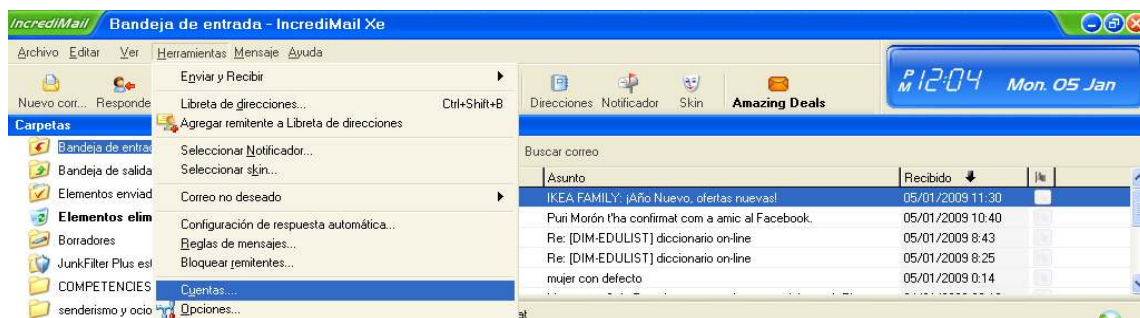 IncrediMail Bandeja de entrada - IncrediMail Xe
Archivo Editar Ver Herramientas Mensaje Ayuda
Nuevo corr... Responde Direcciones Notificador Skin Amazing Deals
PM 12:04 Mon. 05 Jan
Enviar y Recibir
Libreta de direcciones... Ctrl+Shift+B
Agregar remitente a Libreta de direcciones
Seleccionar Notificador...
Seleccionar skin...
Correo no deseado
Configuración de respuesta automática...
Reglas de mensajes...
Bloquear remitentes...
Cuentas....
Opciones...
Carpetas
Bandeja de entrad
Bandeja de salida
Elementos enviad
Elementos elim
Borradores
JunkFilter Plus est
COMPETENCIES
senderismo y ocio
Buscar correo
Asunto Recibido
IKEA FAMILY: ¡Año Nuevo, ofertas nuevas! 05/01/2009 11:30
Puri Morón t'ha confirmat com a amic al Facebook. 05/01/2009 10:40
Re: [DIM-EDULIST] diccionario on-line 05/01/2009 8:43
Re: [DIM-EDULIST] diccionario on-line 05/01/2009 8:25
mujer con defecto 05/01/2009 0:14